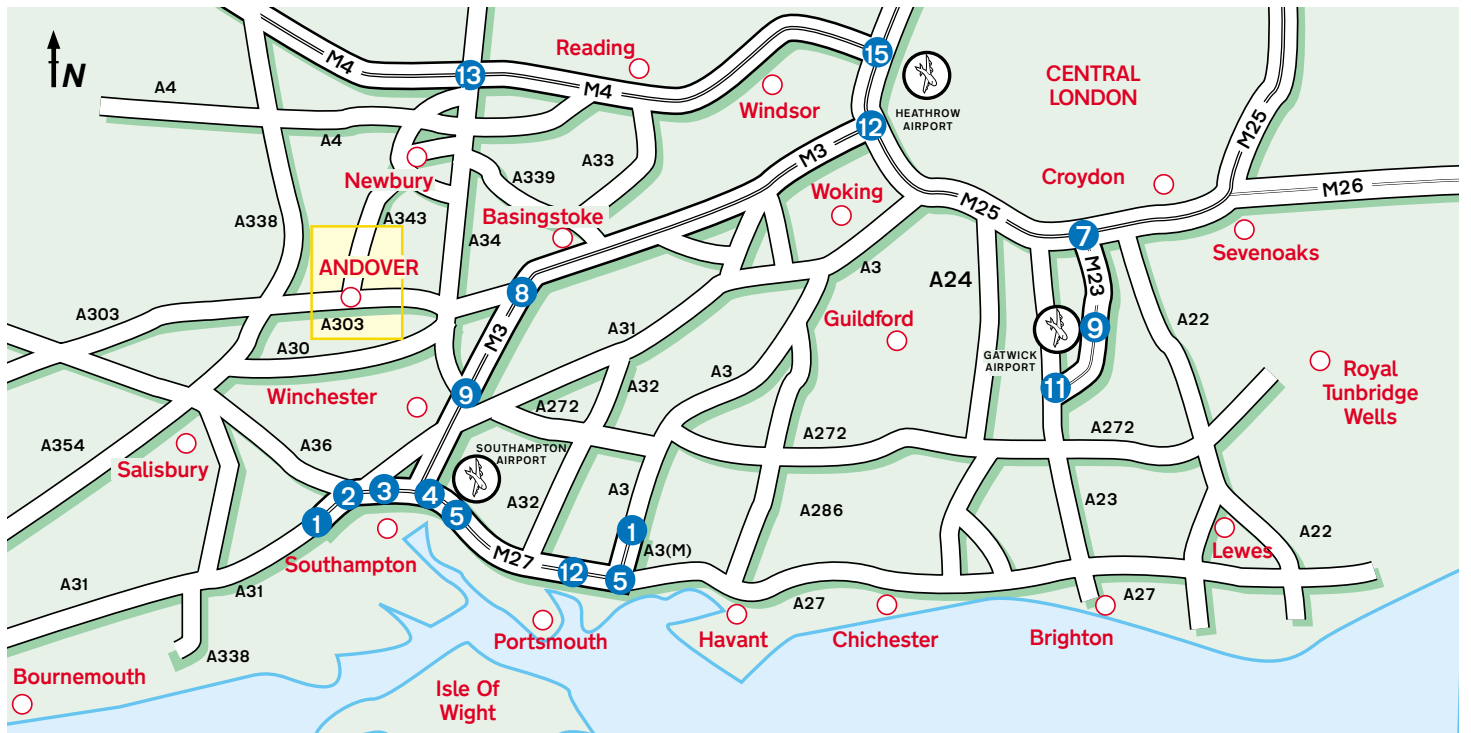 N
M4
13
Reading
15
CENTRAL
LONDON
A4
M4
Windsor
HEATHROW
AIRPORT
12
M25
A4
A33
M3
Newbury
A339
Woking
Croydon
M26
A338
A343
Basingstoke
M25
A34
7
Sevenoaks
ANDOVER
A3
A24
M23
8
A303
A303
A31
Guildford
9
A22
M3
A30
GATWICK
AIRPORT
Royal
Tunbridge
Wells
Winchester
9
A32
A3
11
A272
A354
A36
SOUTHAMPTON
AIRPORT
A272
A272
Salisbury
2
3
4
A32
A3
A23
1
5
A286
1
A22
Southampton
M27
A3(M)
Lewes
A31
A31
12
5
A27
A27
Portsmouth
Havant
Chichester
Brighton
A338
Bournemouth
Isle Of
Wight